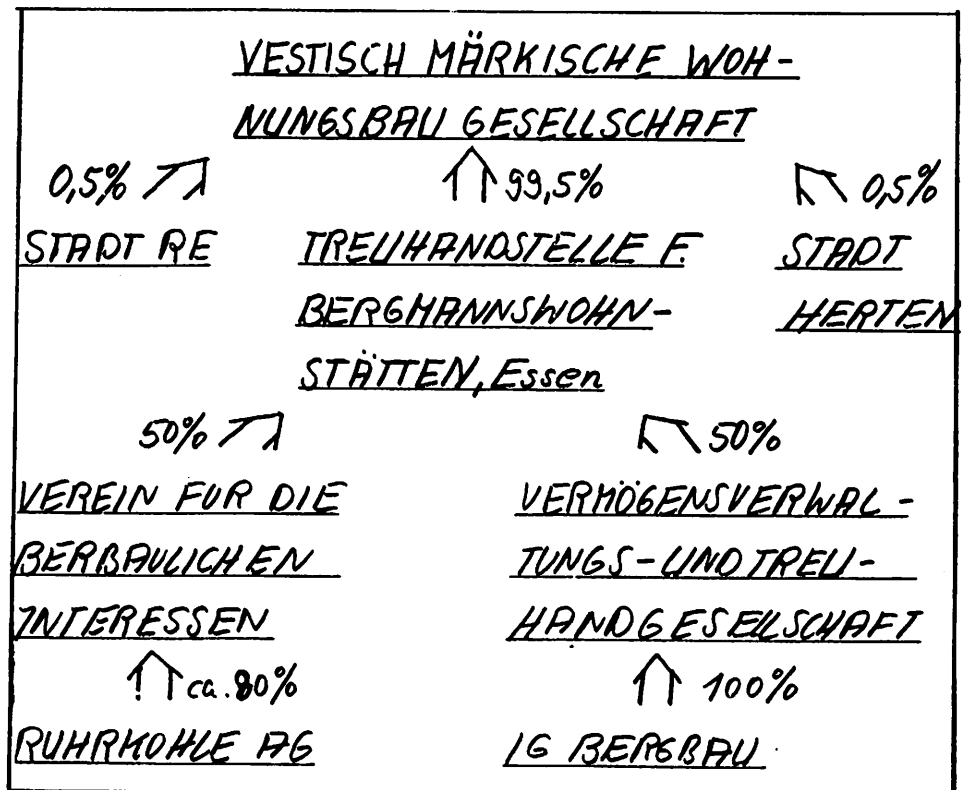 VESTISCH MÄRKISCHE WOH-
NUNGSBAU GESELLSCHAFT
0,5% 99,5% 0,5%
STADT RE TREUHANDSTELLE F. STADT
BERGMANNSWOHN- HERTEN
STÄTTEN, Essen
50% 50%
VEREIN FUR DIE VERMÖGENSVERWAL-
BERBAULICHEN TUNGS-UND TREU-
INTERESSEN HANDGESELLSCHAFT
ca. 80% 100%
RUHRKOHLE AG IG BERGBAU